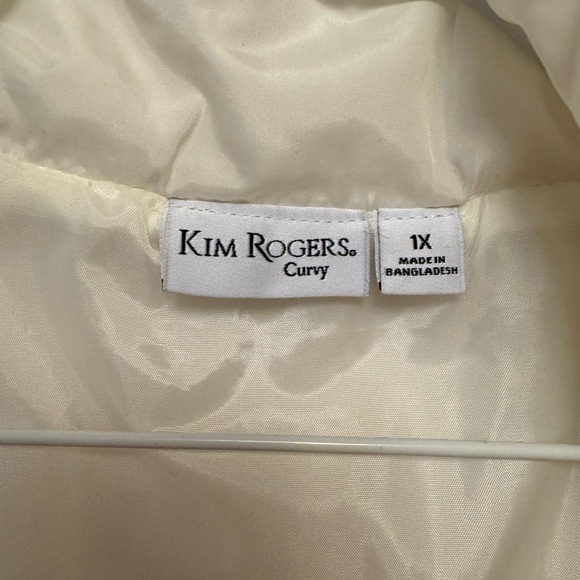 KIM ROGERS®
Curvy
1X
MADE IN
BANGLADESH